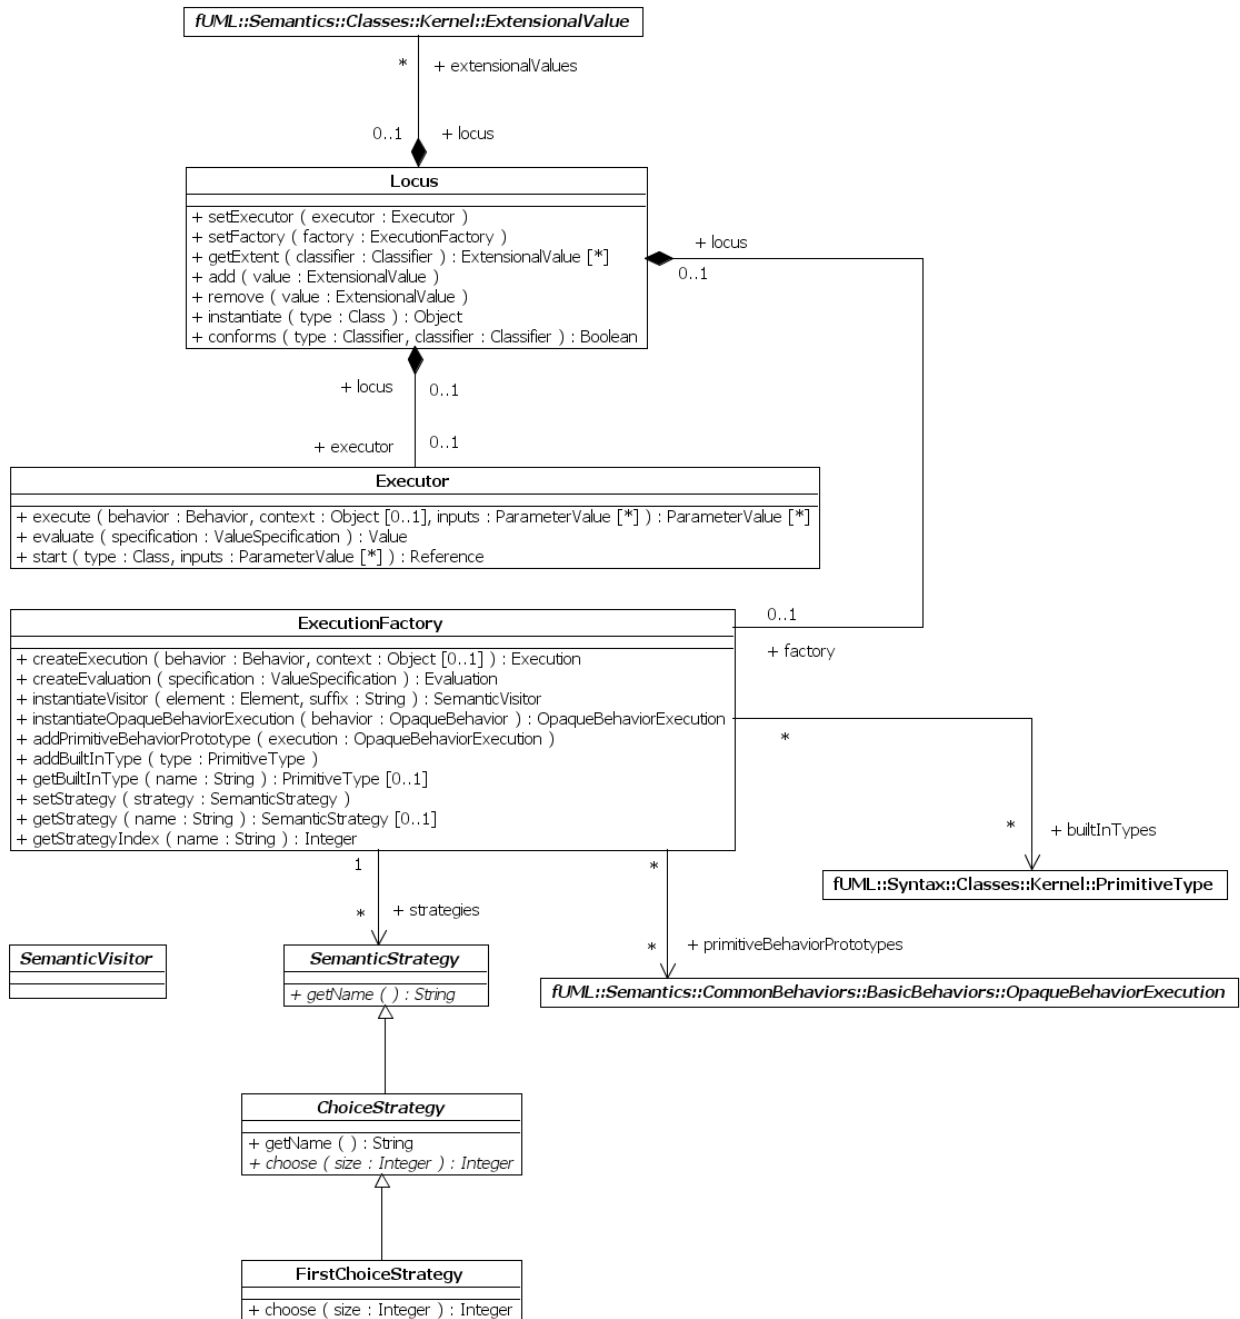 fUML::Semantics::Classes::Kernel::ExtensionalValue
* + extensionalValues
0..1 + locus
Locus
+ setExecutor ( executor : Executor )
+ setFactory ( factory : ExecutionFactory )
+ getExtent ( classifier : Classifier ) : ExtensionalValue [*]
+ add ( value : ExtensionalValue )
+ remove ( value : ExtensionalValue )
+ instantiate ( type : Class ) : Object
+ conforms ( type : Classifier, classifier : Classifier ) : Boolean
+ locus
0..1
+ locus 0..1
+ executor 0..1
Executor
+ execute ( behavior : Behavior, context : Object [0..1], inputs : ParameterValue [*] ) : ParameterValue [*]
+ evaluate ( specification : ValueSpecification ) : Value
+ start ( type : Class, inputs : ParameterValue [*] ) : Reference
ExecutionFactory
+ createExecution ( behavior : Behavior, context : Object [0..1] ) : Execution
+ createEvaluation ( specification : ValueSpecification ) : Evaluation
+ instantiateVisitor ( element : Element, suffix : String ) : SemanticVisitor
+ instantiateOpaqueBehaviorExecution ( behavior : OpaqueBehavior ) : OpaqueBehaviorExecution
+ addPrimitiveBehaviorPrototype ( execution : OpaqueBehaviorExecution )
+ addBuiltInType ( type : PrimitiveType )
+ getBuiltInType ( name : String ) : PrimitiveType [0..1]
+ setStrategy ( strategy : SemanticStrategy )
+ getStrategy ( name : String ) : SemanticStrategy [0..1]
+ getStrategyIndex ( name : String ) : Integer
0..1
+ factory
*
* + builtInTypes
fUML::Syntax::Classes::Kernel::PrimitiveType
1
* + strategies
*
* + primitiveBehaviorPrototypes
SemanticVisitor
SemanticStrategy
+ getName ( ) : String
fUML::Semantics::CommonBehaviors::BasicBehaviors::OpaqueBehaviorExecution
ChoiceStrategy
+ getName ( ) : String
+ choose ( size : Integer ) : Integer
FirstChoiceStrategy
+ choose ( size : Integer ) : Integer